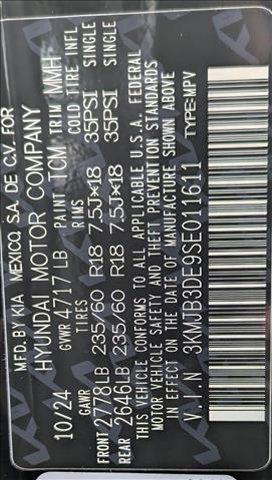 MFD. BY KIA MEXICO S.A DE C.V. FOR
HYUNDAI MOTOR COMPANY
10/24 GVWR 4717 LB PAINT TCM TRIM MMH
GAWR TIRES RIMS COLD TIRE INFL
FRONT 2778LB 235/60 R18 7.5J×18 35PSI SINGLE
REAR 2646LB 235/60 R18 7.5J×18 35PSI SINGLE
THIS VEHICLE CONFORMS TO ALL APPLICABLE U.S.A. FEDERAL
MOTOR VEHICLE SAFETY AND THEFT PREVENTION STANDARDS
IN EFFECT ON THE DATE OF MANUFACTURE SHOWN ABOVE
V.I.N 3KMJB3DE9SE011611 TYPE:MPV